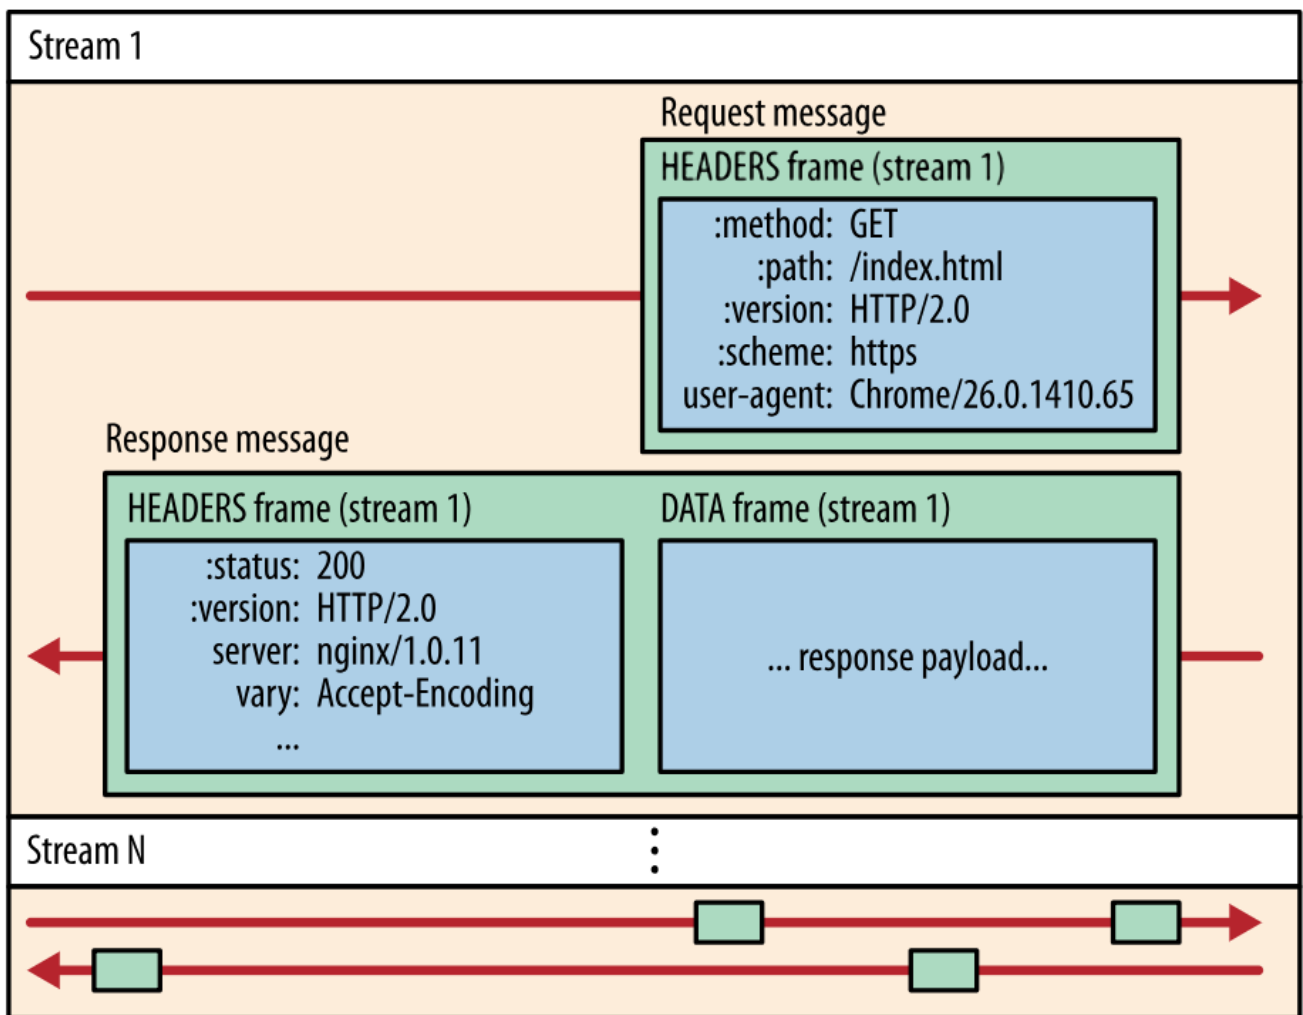 Stream 1
Request message
HEADERS frame (stream 1)
:method: GET
:path: /index.html
:version: HTTP/2.0
:scheme: https
user-agent: Chrome/26.0.1410.65
Response message
HEADERS frame (stream 1)
:status: 200
:version: HTTP/2.0
server: nginx/1.0.11
vary: Accept-Encoding
...
DATA frame (stream 1)
... response payload...
Stream N